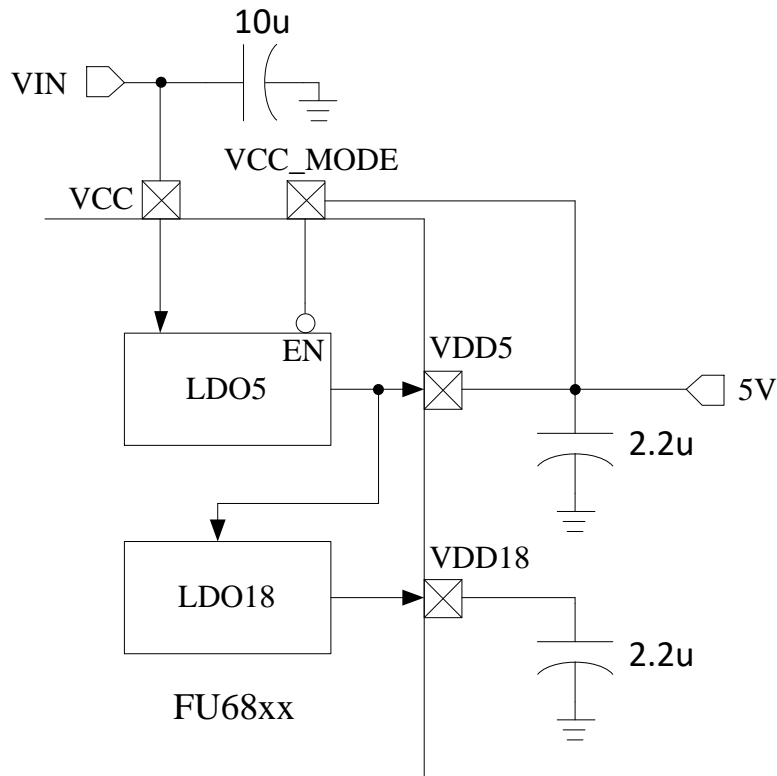 10u
VIN
VCC_MODE
VCC
EN
VDD5
LDO5
5V
2.2u
VDD18
LDO18
2.2u
FU68xx